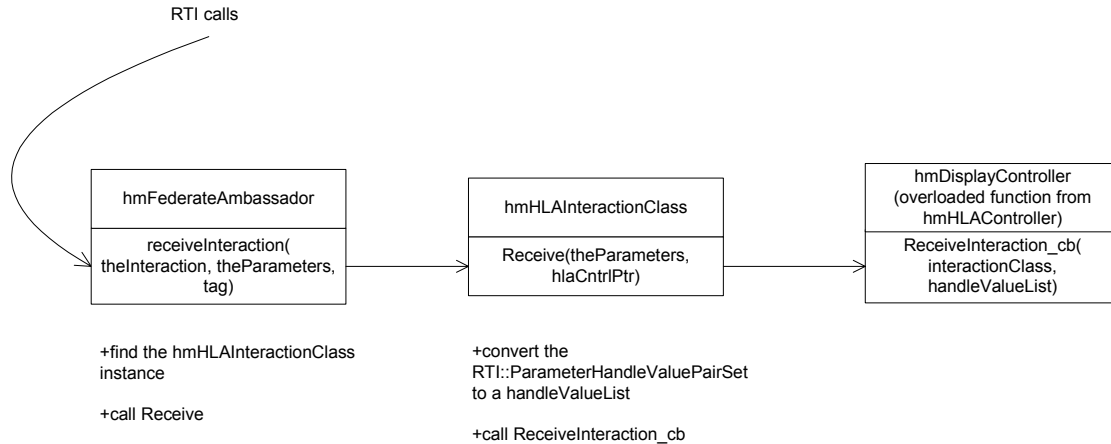 RTI calls
hmFederateAmbassador
receiveInteraction(
theInteraction, theParameters,
tag)
+find the hmHLAInteractionClass
instance
+call Receive
hmHLAInteractionClass
Receive(theParameters,
hlaCntrlPtr)
+convert the
RTI::ParameterHandleValuePairSet
to a handleValueList
+call ReceiveInteraction_cb
hmDisplayController
(overloaded function from
hmHLAController)
ReceiveInteraction_cb(
interactionClass,
handleValueList)